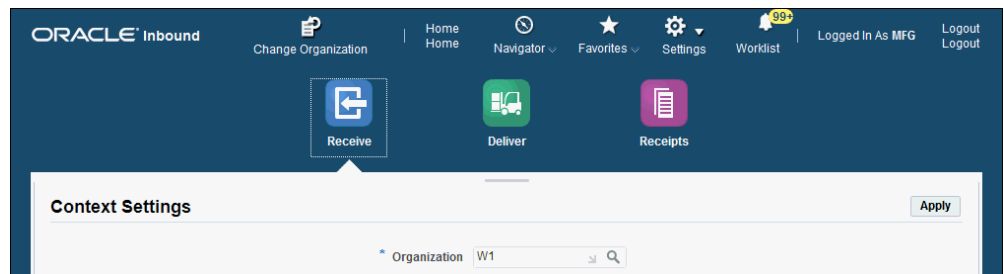 ORACLE Inbound
Change Organization
Home
Home
Navigator
Favorites
Settings
99+
Worklist
Logged In As MFG
Logout
Logout
Receive
Deliver
Receipts
Context Settings
Apply
* Organization W1